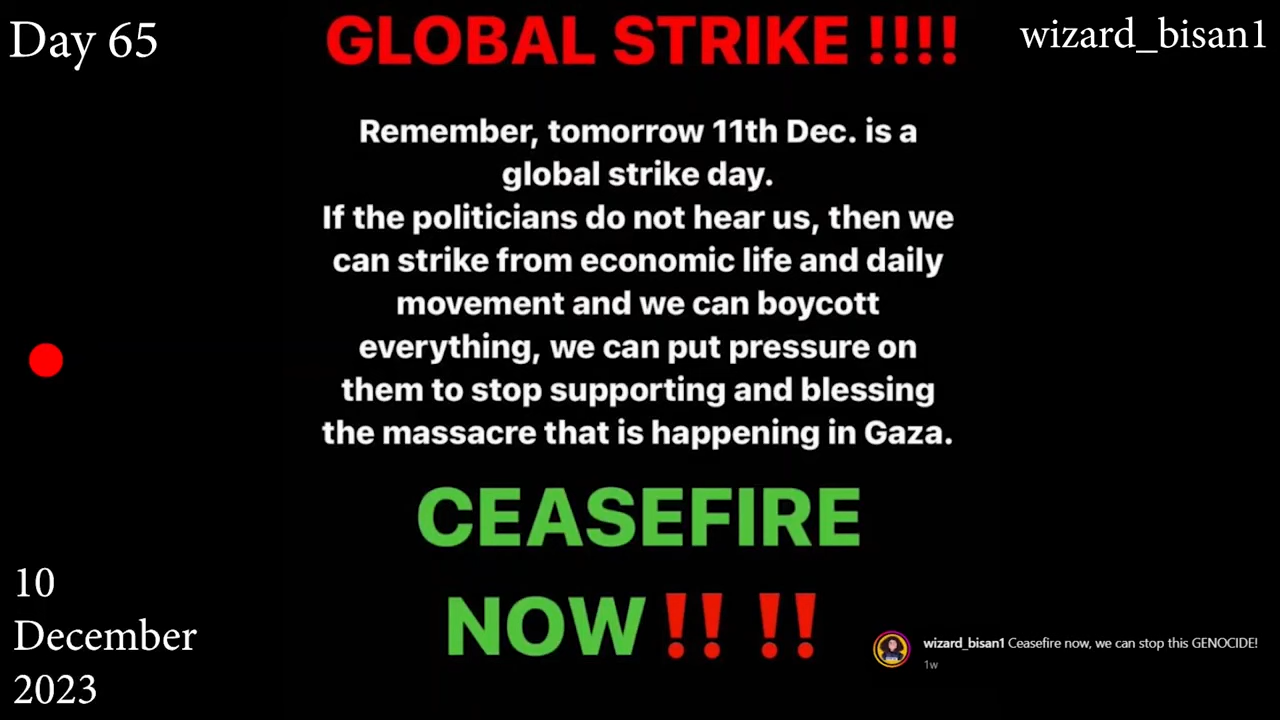 Day 65
GLOBAL STRIKE !!!!
wizard_bisan1
Remember, tomorrow 11th Dec. is a
global strike day.
If the politicians do not hear us, then we
can strike from economic life and daily
movement and we can boycott
everything, we can put pressure on
them to stop supporting and blessing
the massacre that is happening in Gaza.
CEASEFIRE
NOW‼️ ‼️
10
December
2023
wizard_bisan1 Ceasefire now, we can stop this GENOCIDE!
1w